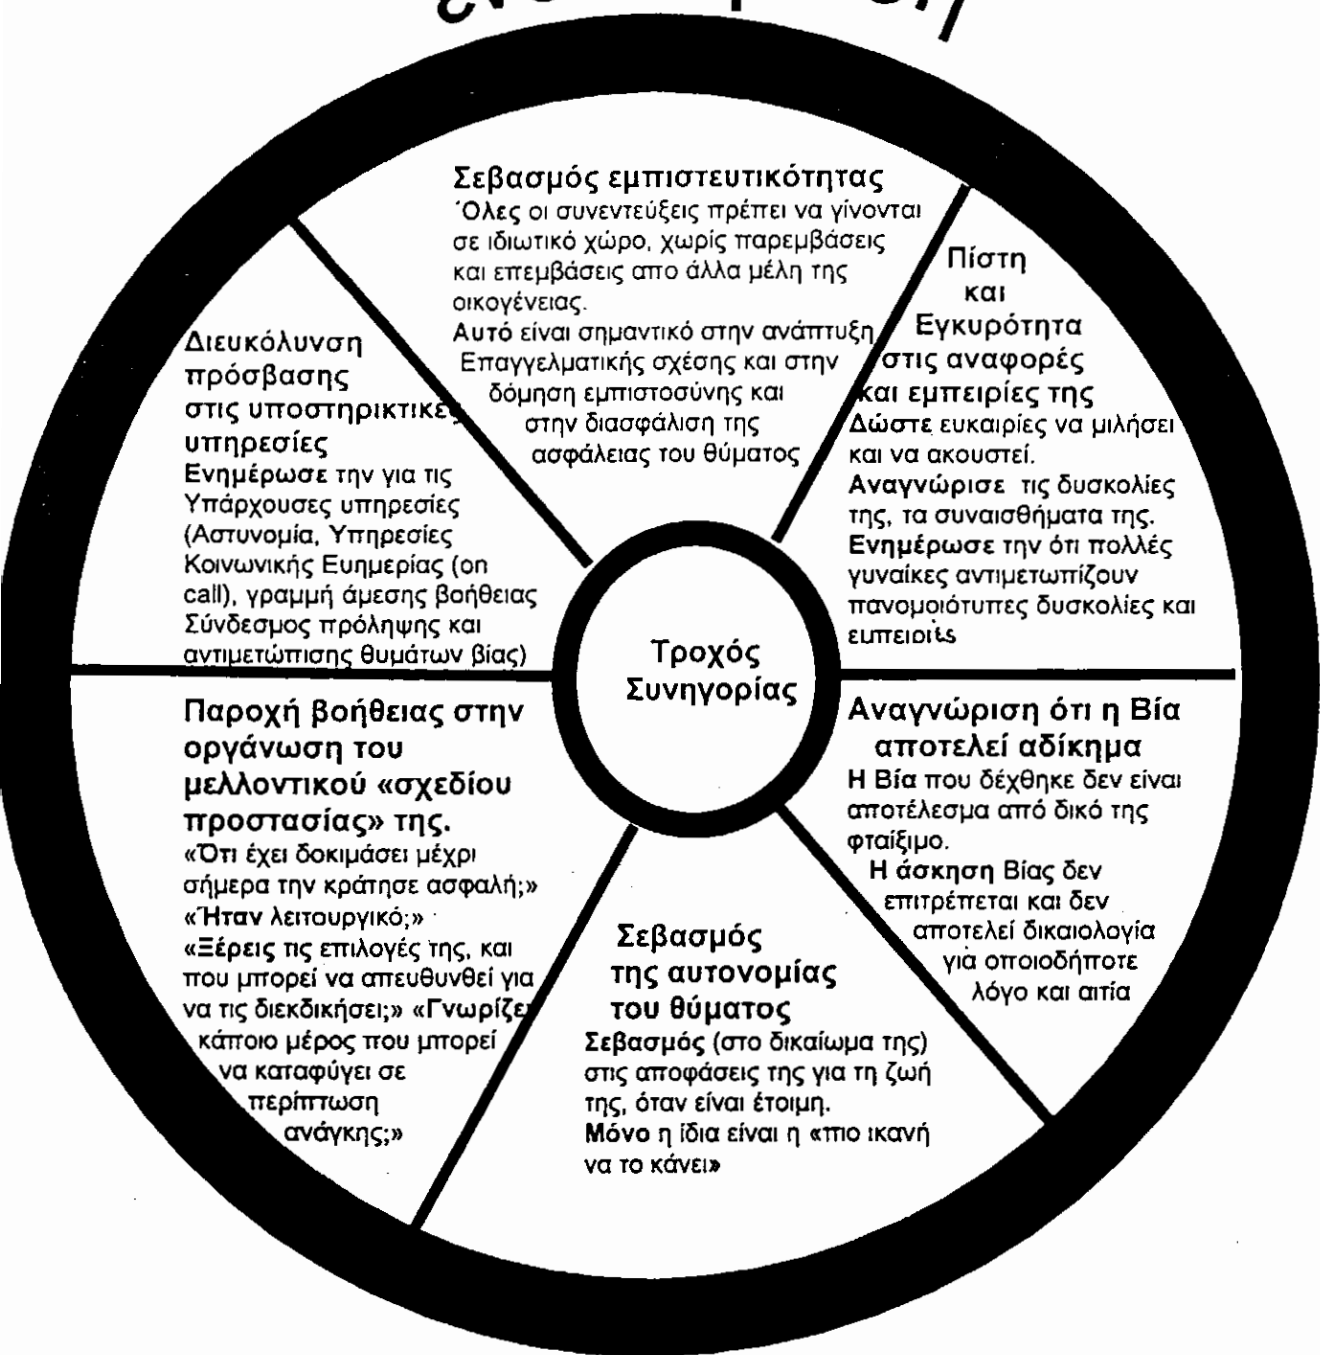 Σεβασμός εμπιστευτικότητας
Όλες οι συνεντεύξεις πρέπει να γίνονται
σε ιδιωτικό χώρο, χωρίς παρεμβάσεις
και επεμβάσεις απο άλλα μέλη της
οικογένειας.
Αυτό είναι σημαντικό στην ανάπτυξη
Επαγγελματικής σχέσης και στην
δόμηση εμπιστοσύνης και
στην διασφάλιση της
ασφάλειας του θύματος
Πίστη
και
Εγκυρότητα
στις αναφορές
και εμπειρίες της
Δώστε ευκαιρίες να μιλήσει
και να ακουστεί.
Αναγνώρισε τις δυσκολίες
της, τα συναισθήματα της.
Ενημέρωσε την ότι πολλές
γυναίκες αντιμετωπίζουν
πανομοιότυπες δυσκολίες και
Αναγνώριση ότι η Βία
αποτελεί αδίκημα
Η Βία που δέχθηκε δεν είναι
αποτέλεσμα από δικό της
φταίξιμο.
Η άσκηση Βίας δεν
επιτρέπεται και δεν
αποτελεί δικαιολογία
για οποιοδήποτε
λόγο και αιτία
Σεβασμός
της αυτονομίας
του θύματος
Σεβασμός (στο δικαίωμα της)
στις αποφάσεις της για τη ζωή
της, όταν είναι έτοιμη.
Μόνο η ίδια είναι η «πιο ικανή
να το κάνει»
Παροχή βοήθειας στην
οργάνωση του
μελλοντικού «σχεδίου
προστασίας» της.
«Ότι έχει δοκιμάσει μέχρι
σήμερα την κράτησε ασφαλή;»
«Ήταν λειτουργικό;»
«Ξέρεις τις επιλογές της, και
που μπορεί να απευθυνθεί για
να τις διεκδικήσει;» «Γνωρίζει
κάποιο μέρος που μπορεί
να καταφύγει σε
περίπτωση
ανάγκης;»
Διευκόλυνση
πρόσβασης
στις υποστηρικτικές
υπηρεσίες
Ενημέρωσε την για τις
Υπάρχουσες υπηρεσίες
(Αστυνομία, Υπηρεσίες
Κοινωνικής Ευημερίας (on
call), γραμμή άμεσης βοήθειας
Σύνδεσμος πρόληψης και
αντιμετώπισης θυμάτων βίας)
Τροχός
Συνηγορίας